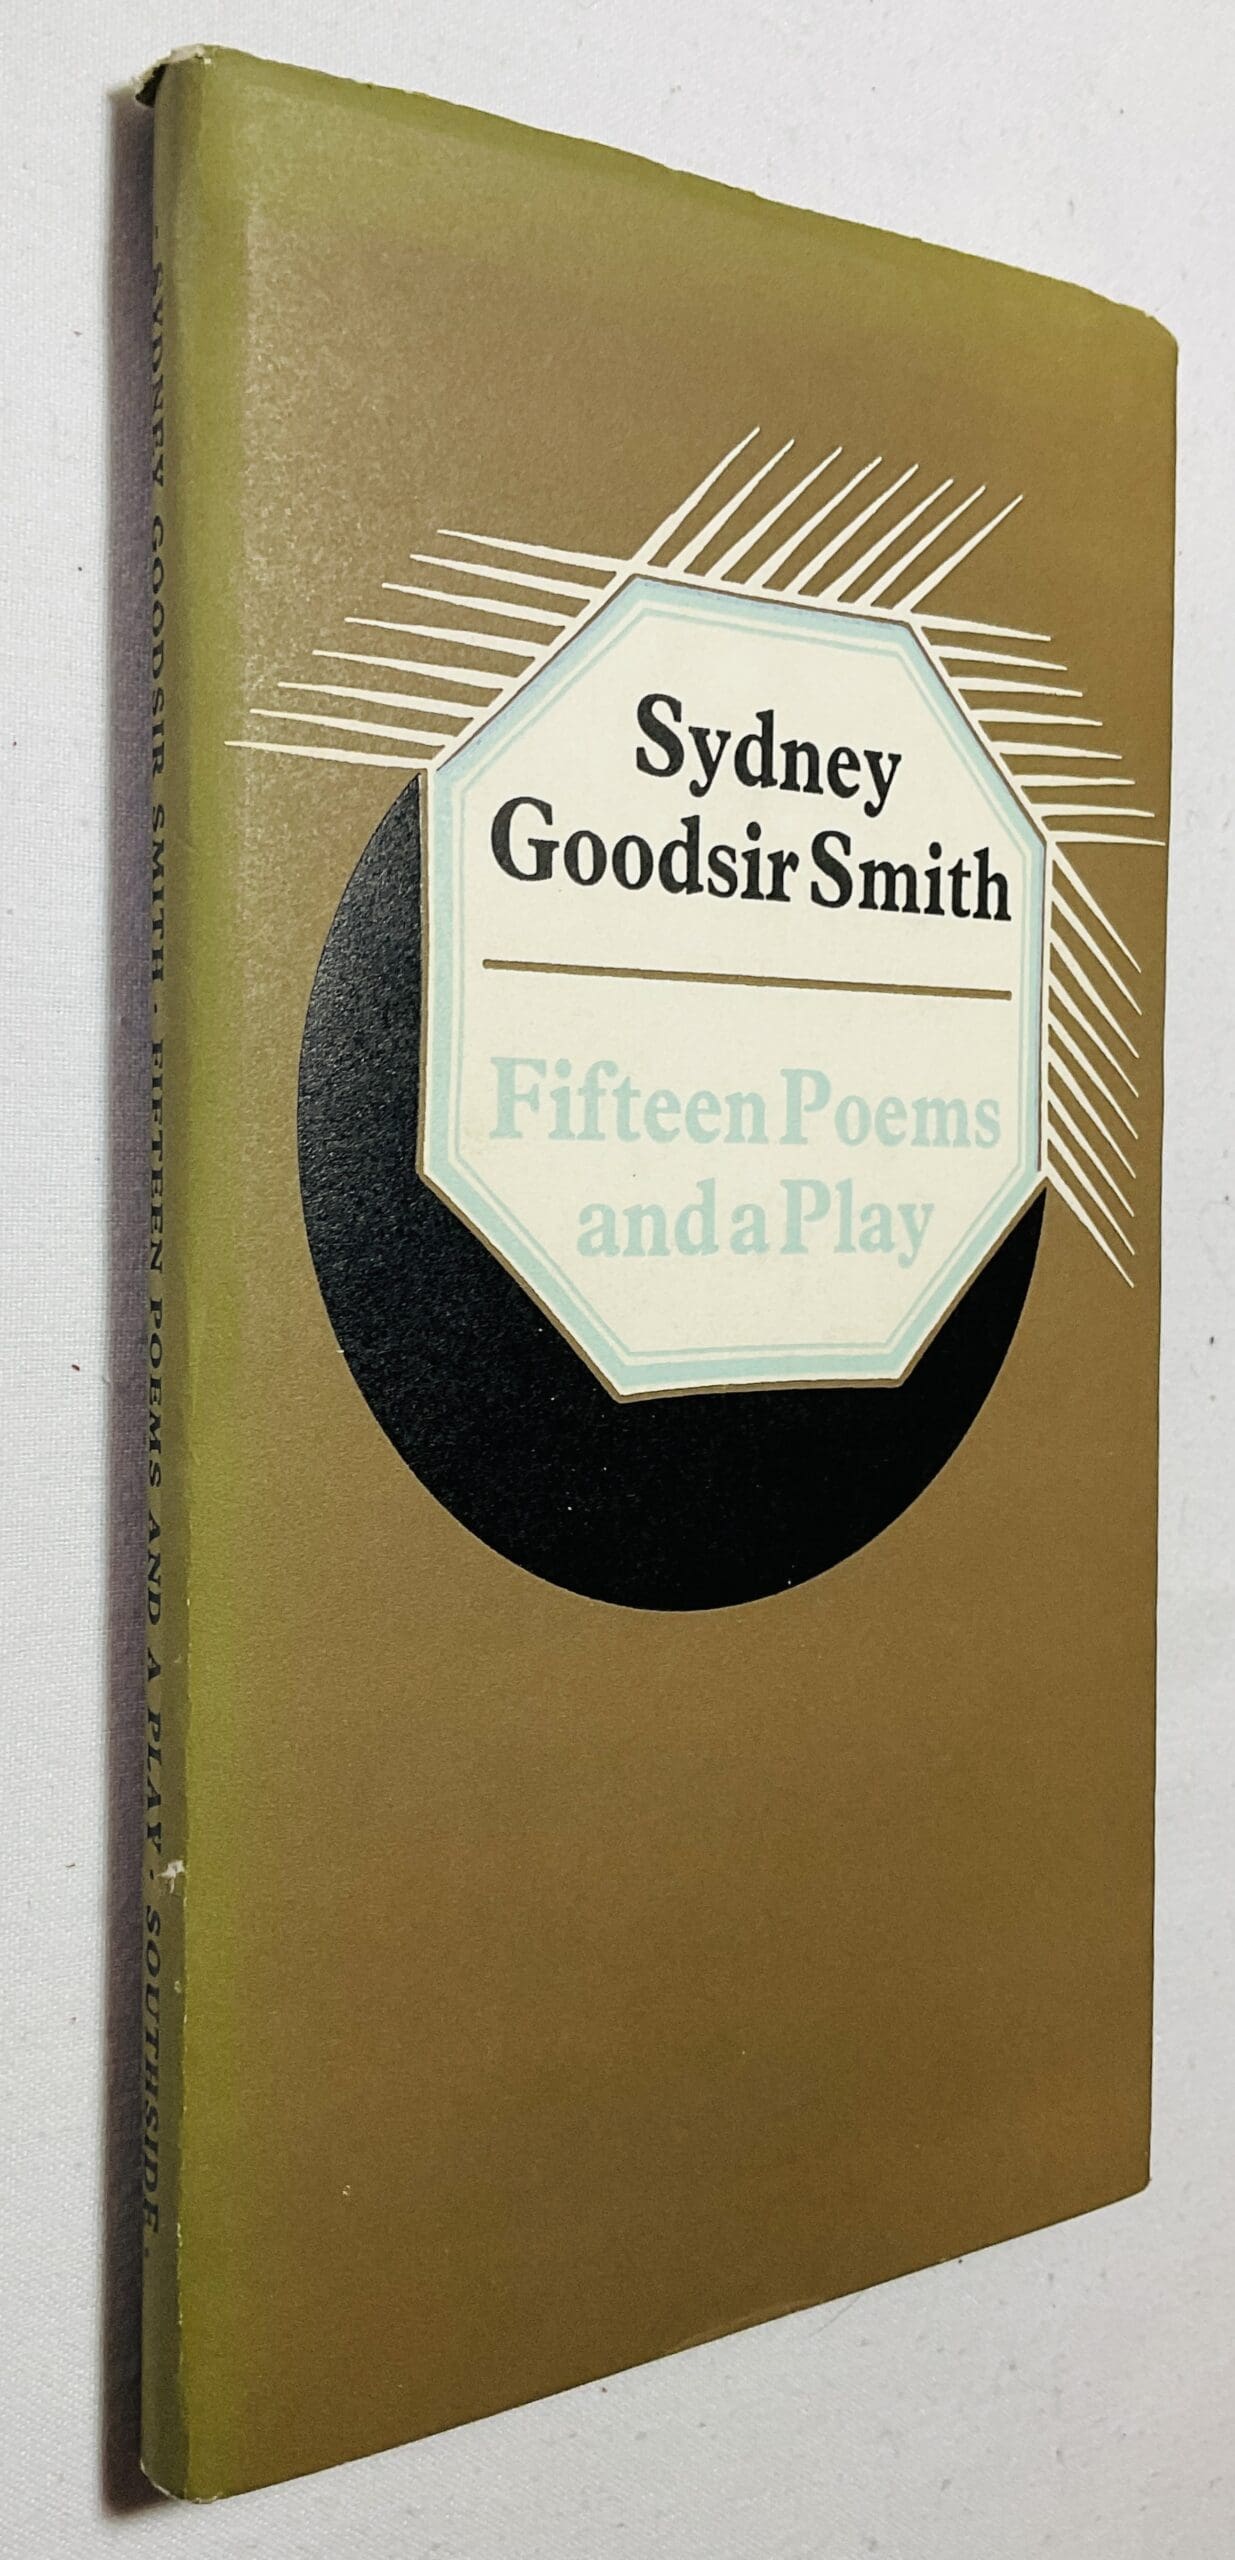 Sydney
Goodsir Smith
Fifteen Poems
and a Play
- SYDNEY GOODSIR SMITH · FIFTEEN POEMS AND A PLAY · SOUTHSIDE ·